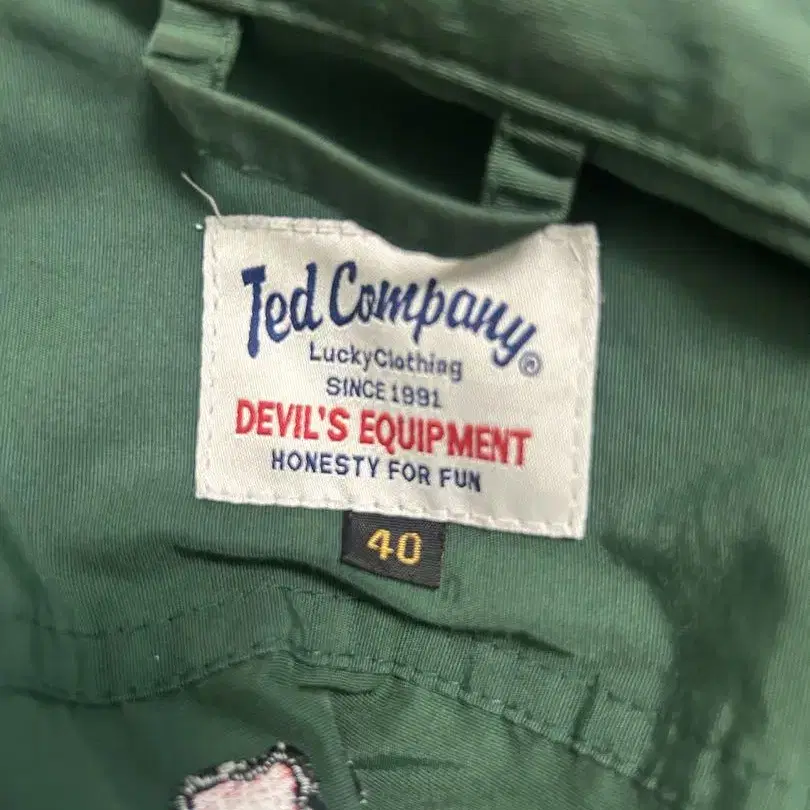 Ted Company®
LuckyClothing
SINCE 1991
DEVIL'S EQUIPMENT
HONESTY FOR FUN
40